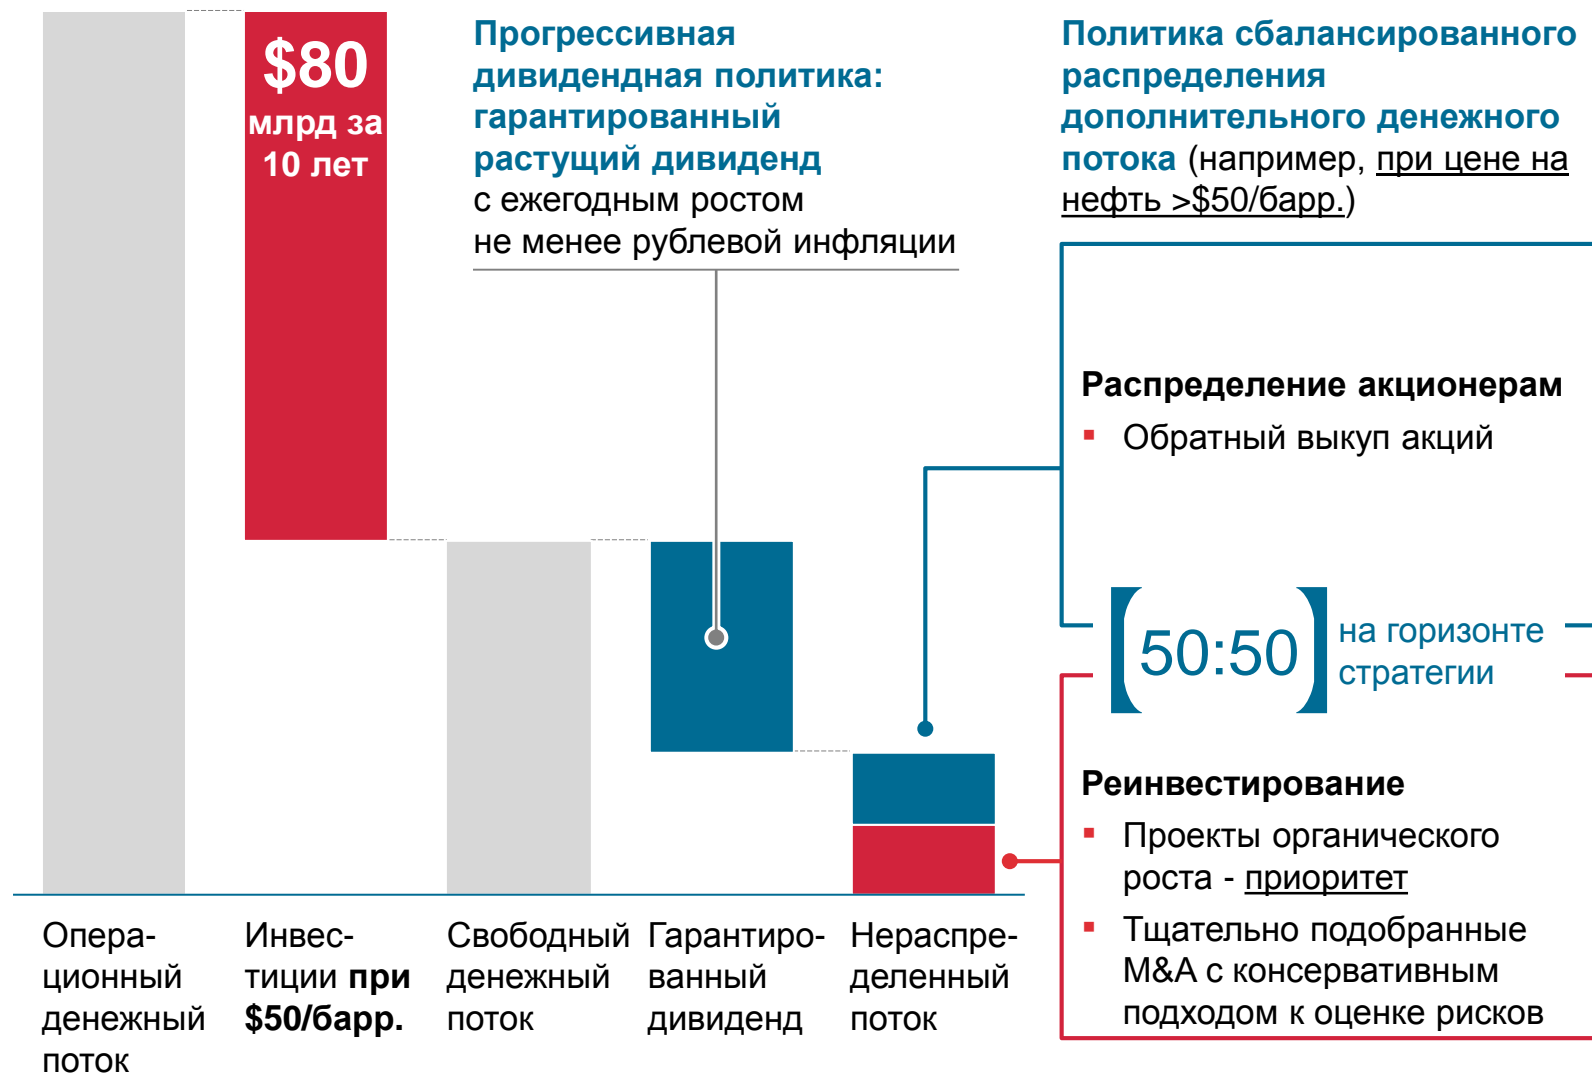 $80
млрд за
10 лет
Прогрессивная
дивидендная политика:
гарантированный
растущий дивиденд
с ежегодным ростом
не менее рублевой инфляции
Политика сбалансированного
распределения
дополнительного денежного
потока (например, при цене на
нефть >$50/барр.)
Распределение акционерам
▪ Обратный выкуп акций
50:50
на горизонте
стратегии
Реинвестирование
▪ Проекты органического
роста - приоритет
▪ Тщательно подобранные
M&A с консервативным
подходом к оценке рисков
Опера-
ционный
денежный
поток
Инвес-
тиции при
$50/барр.
Свободный
денежный
поток
Гарантиро-
ванный
дивиденд
Нераспре-
деленный
поток